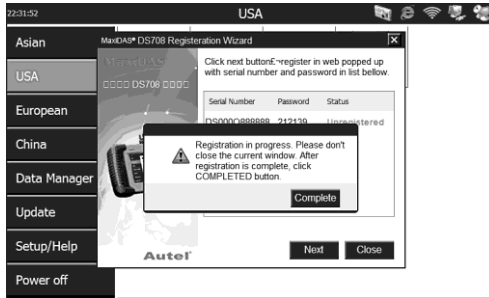 22:31:52
USA
Asian
USA
European
China
Data Manager
Update
Setup/Help
Power off
MaxiDAS® DS708 Registeration Wizard
X
MaxiDAS
□□□□ DS708 □□□□
Click next buttonE¬register in web popped up
with serial number and password in list bellow.
Serial Number Password Status
DS000Q888888 212139 Unregistered
Registration in progress. Please don't
close the current window. After
registration is complete, click
COMPLETED button.
Complete
Autel
Next Close